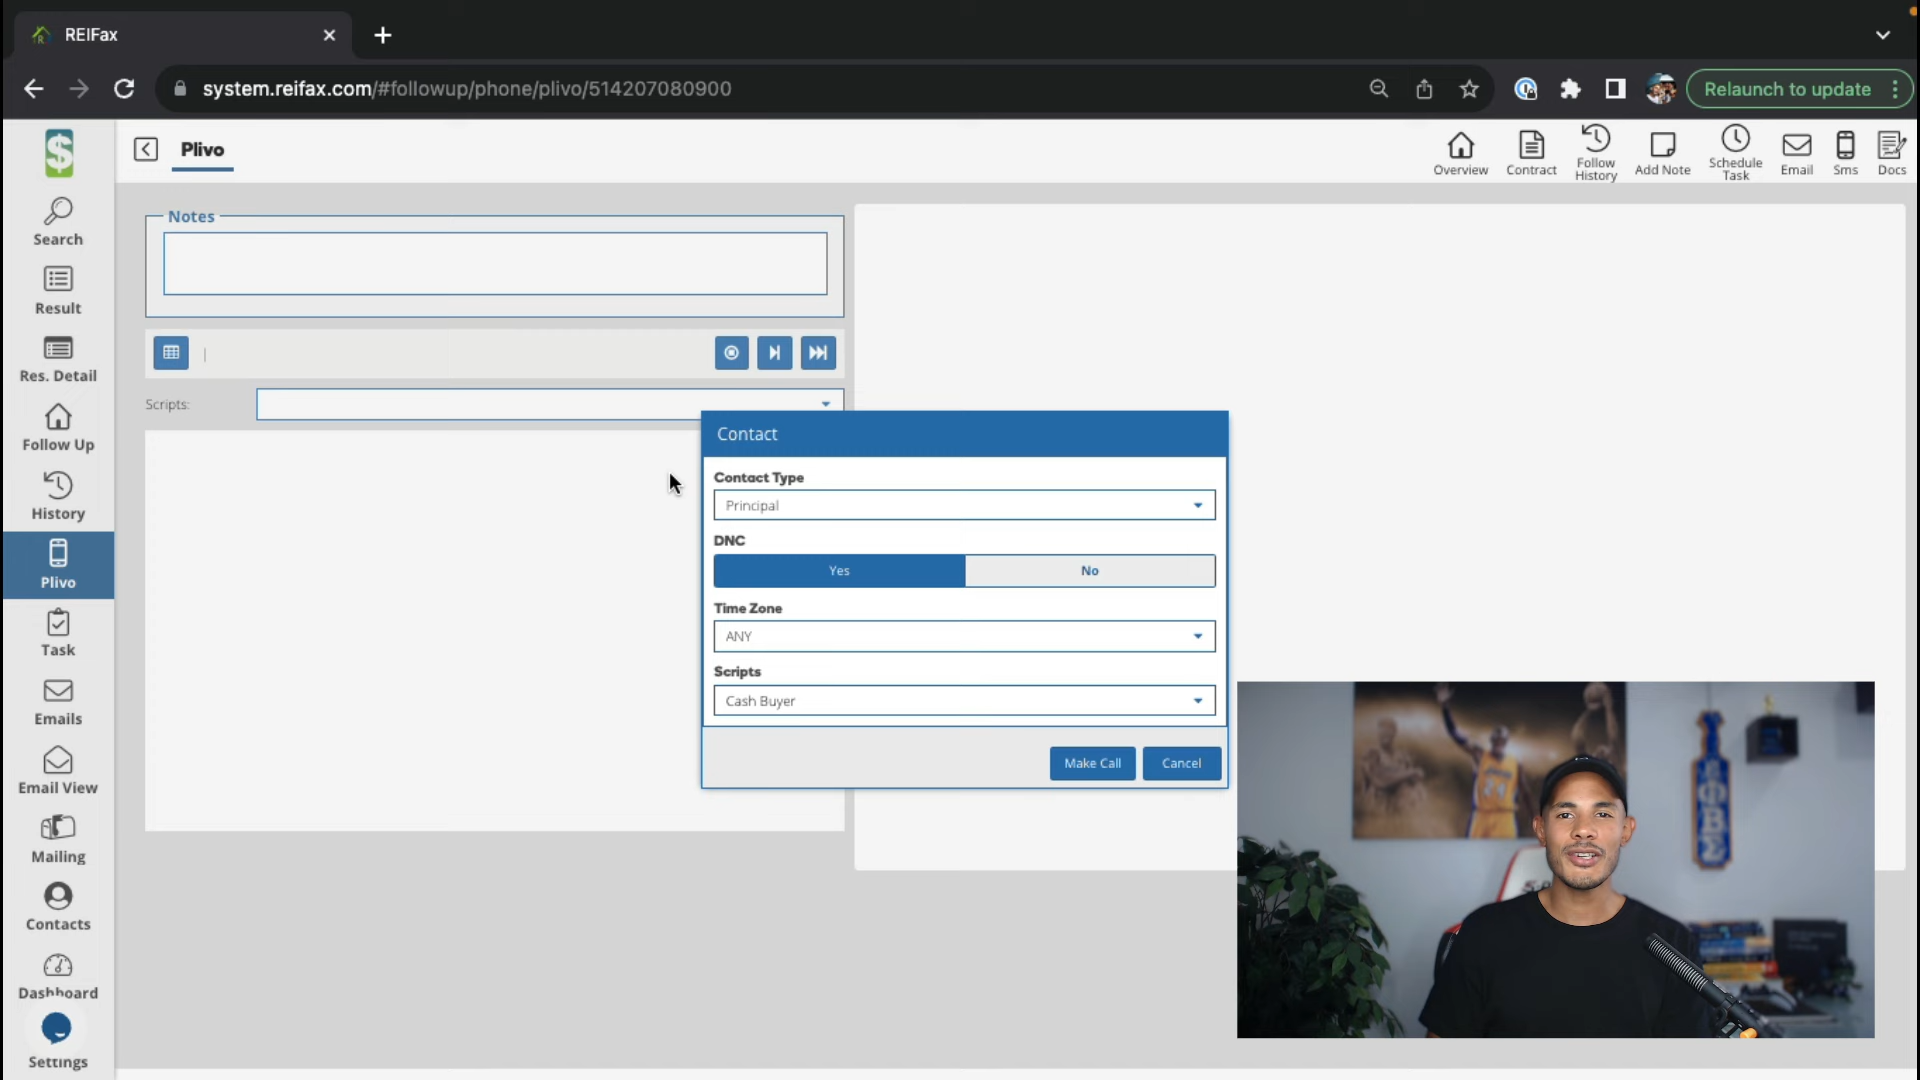 REIFax
system.reifax.com/#followup/phone/plivo/514207080900
Relaunch to update
Plivo
Overview
Contract
Follow
History
Add Note
Schedule
Task
Email
Sms
Docs
Search
Result
Res. Detail
Follow Up
History
Plivo
Task
Emails
Email View
Mailing
Contacts
Dashboard
Settings
Notes
Scripts:
Contact
Contact Type
Principal
DNC
Yes
No
Time Zone
ANY
Scripts
Cash Buyer
Make Call
Cancel
24
ΙΦΒΣ